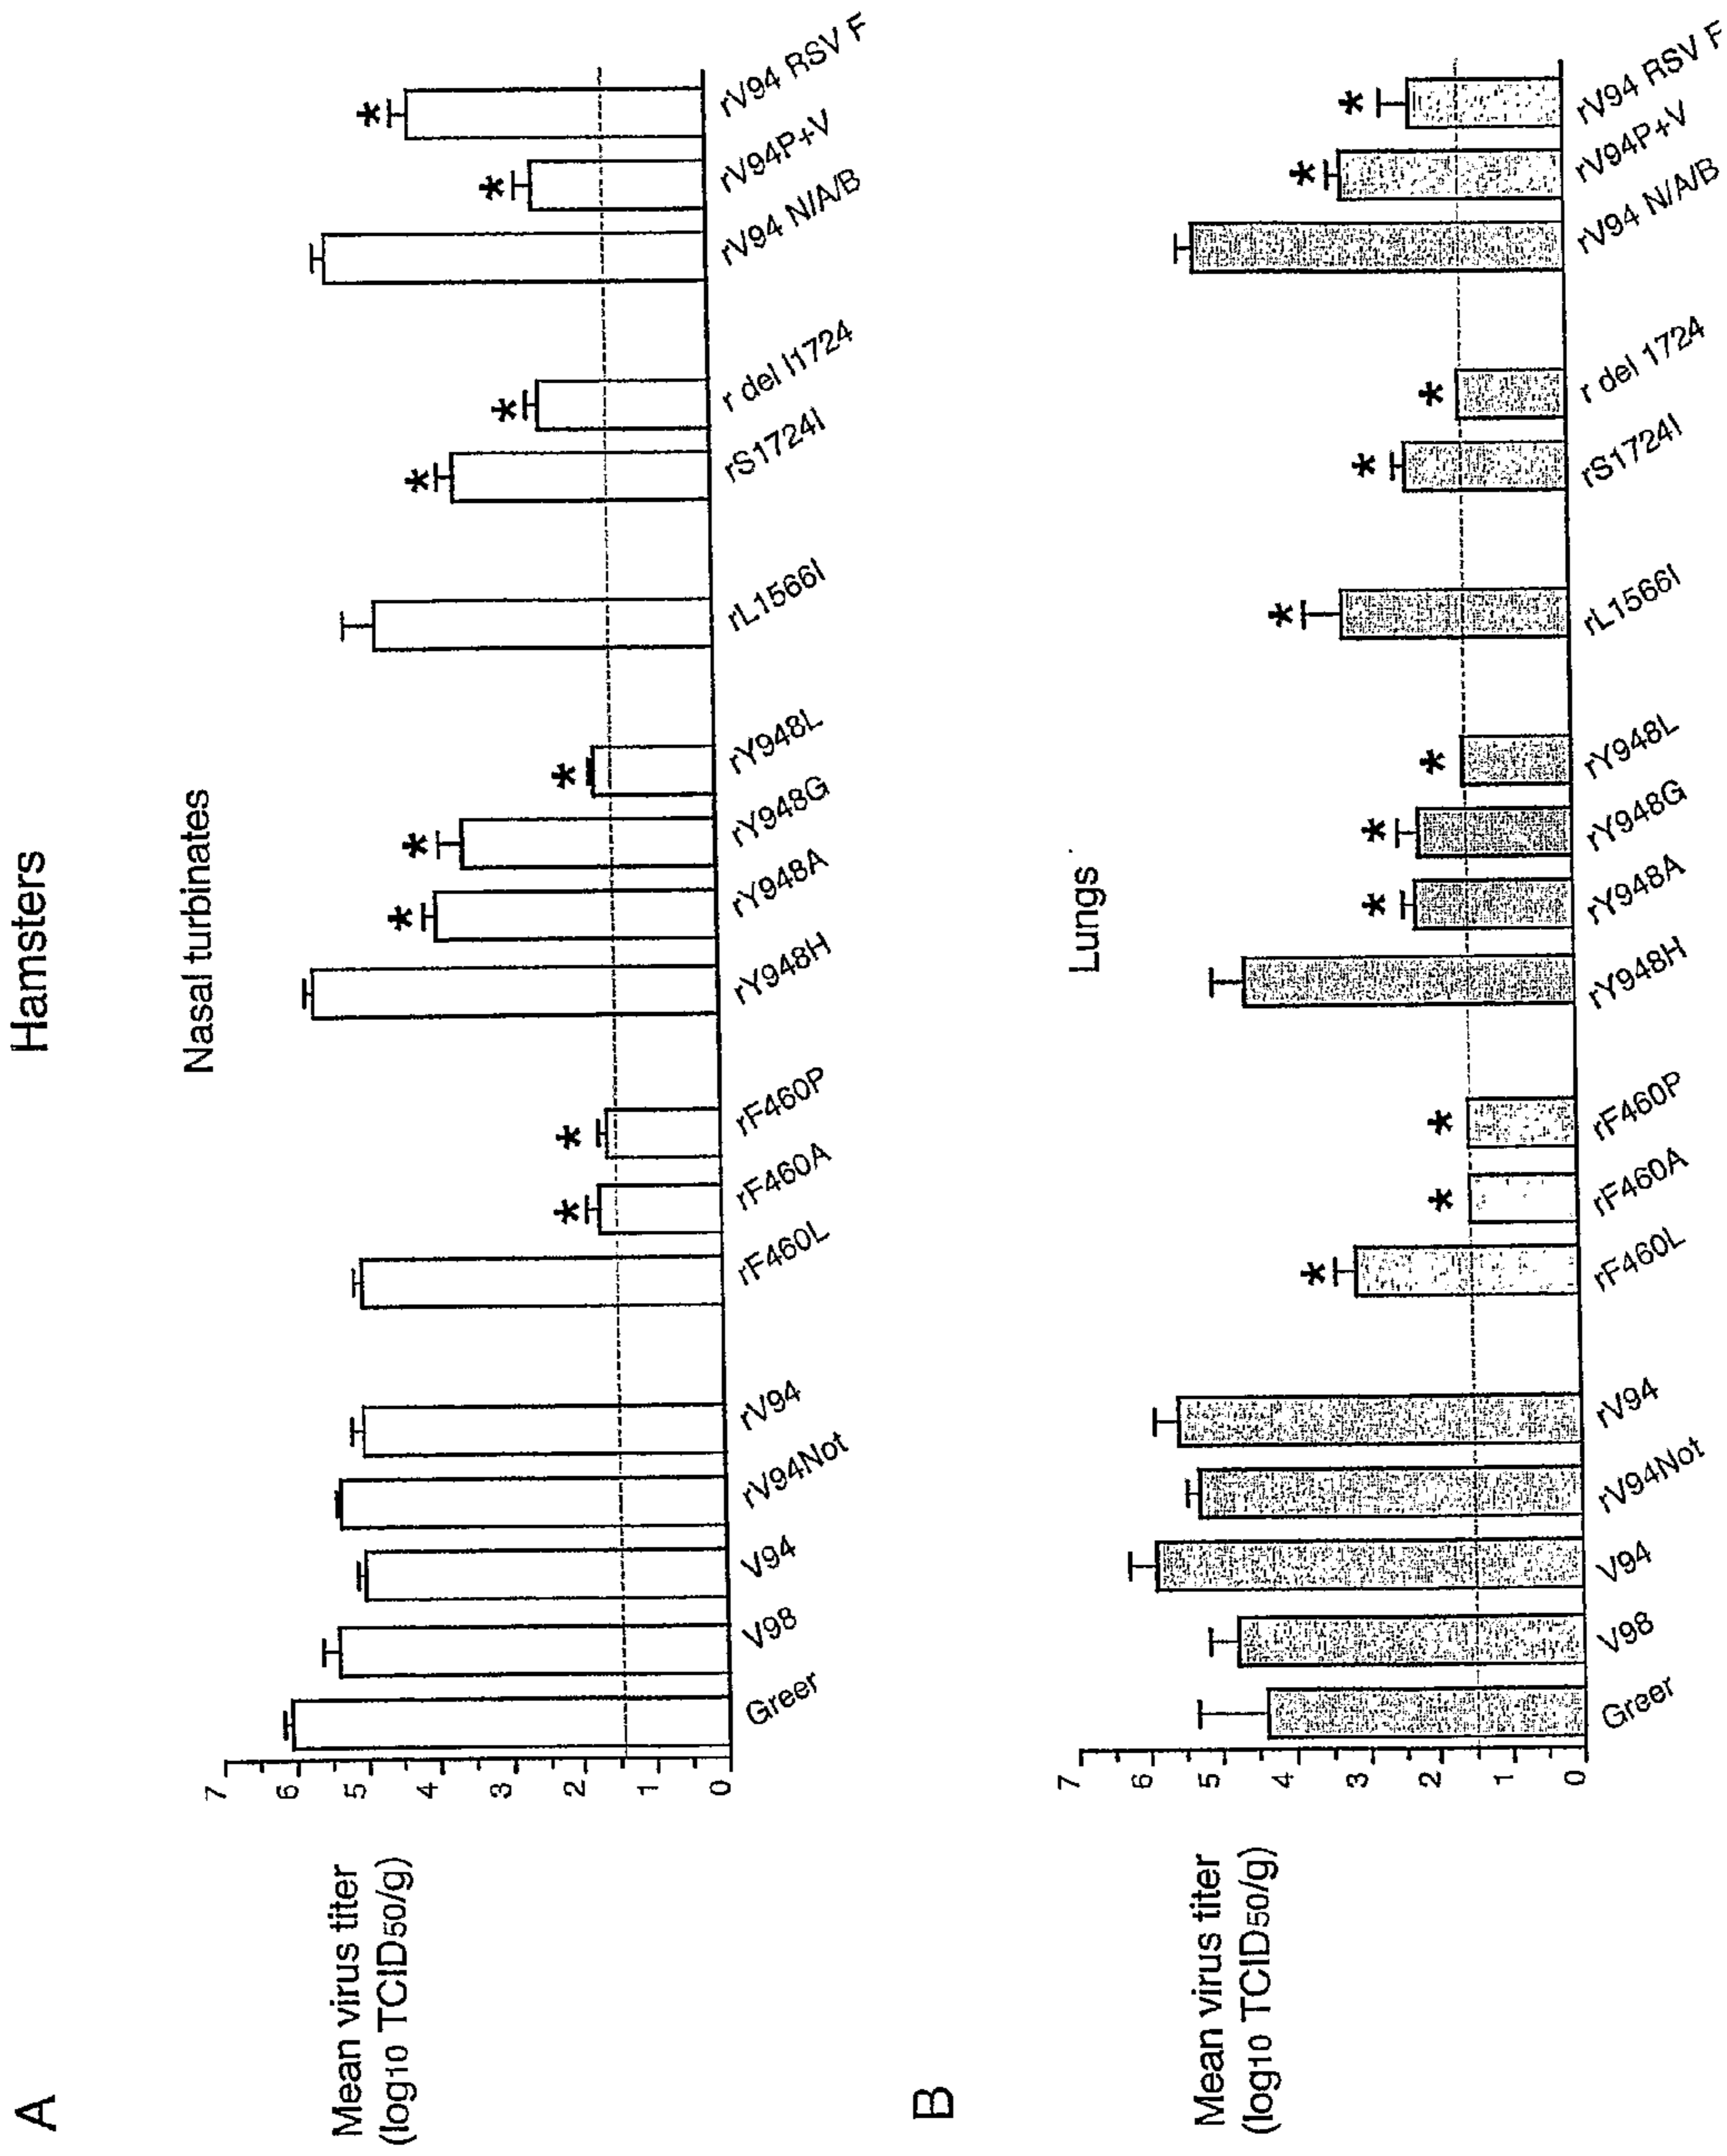 Hamsters
A
Nasal turbinates
Mean virus titer
(log10 TCID50/g)
7
6
5
4
3
2
1
0
*
*
*
*
*
*
*
*
*
Greer
V98
V94
rV94Not
rV94
rF460L
rF460A
rF460P
rY948H
rY948A
rY948G
rY948L
rL1566I
rS1724I
r del I1724
rV94 N/A/B
rV94P+V
rV94 RSV F
B
Lungs
Mean virus titer
(log10 TCID50/g)
7
6
5
4
3
2
1
0
*
*
*
*
*
*
*
*
*
*
*
Greer
V98
V94
rV94Not
rV94
rF460L
rF460A
rF460P
rY948H
rY948A
rY948G
rY948L
rL1566I
rS1724I
r del 1724
rV94 N/A/B
rV94P+V
rV94 RSV F